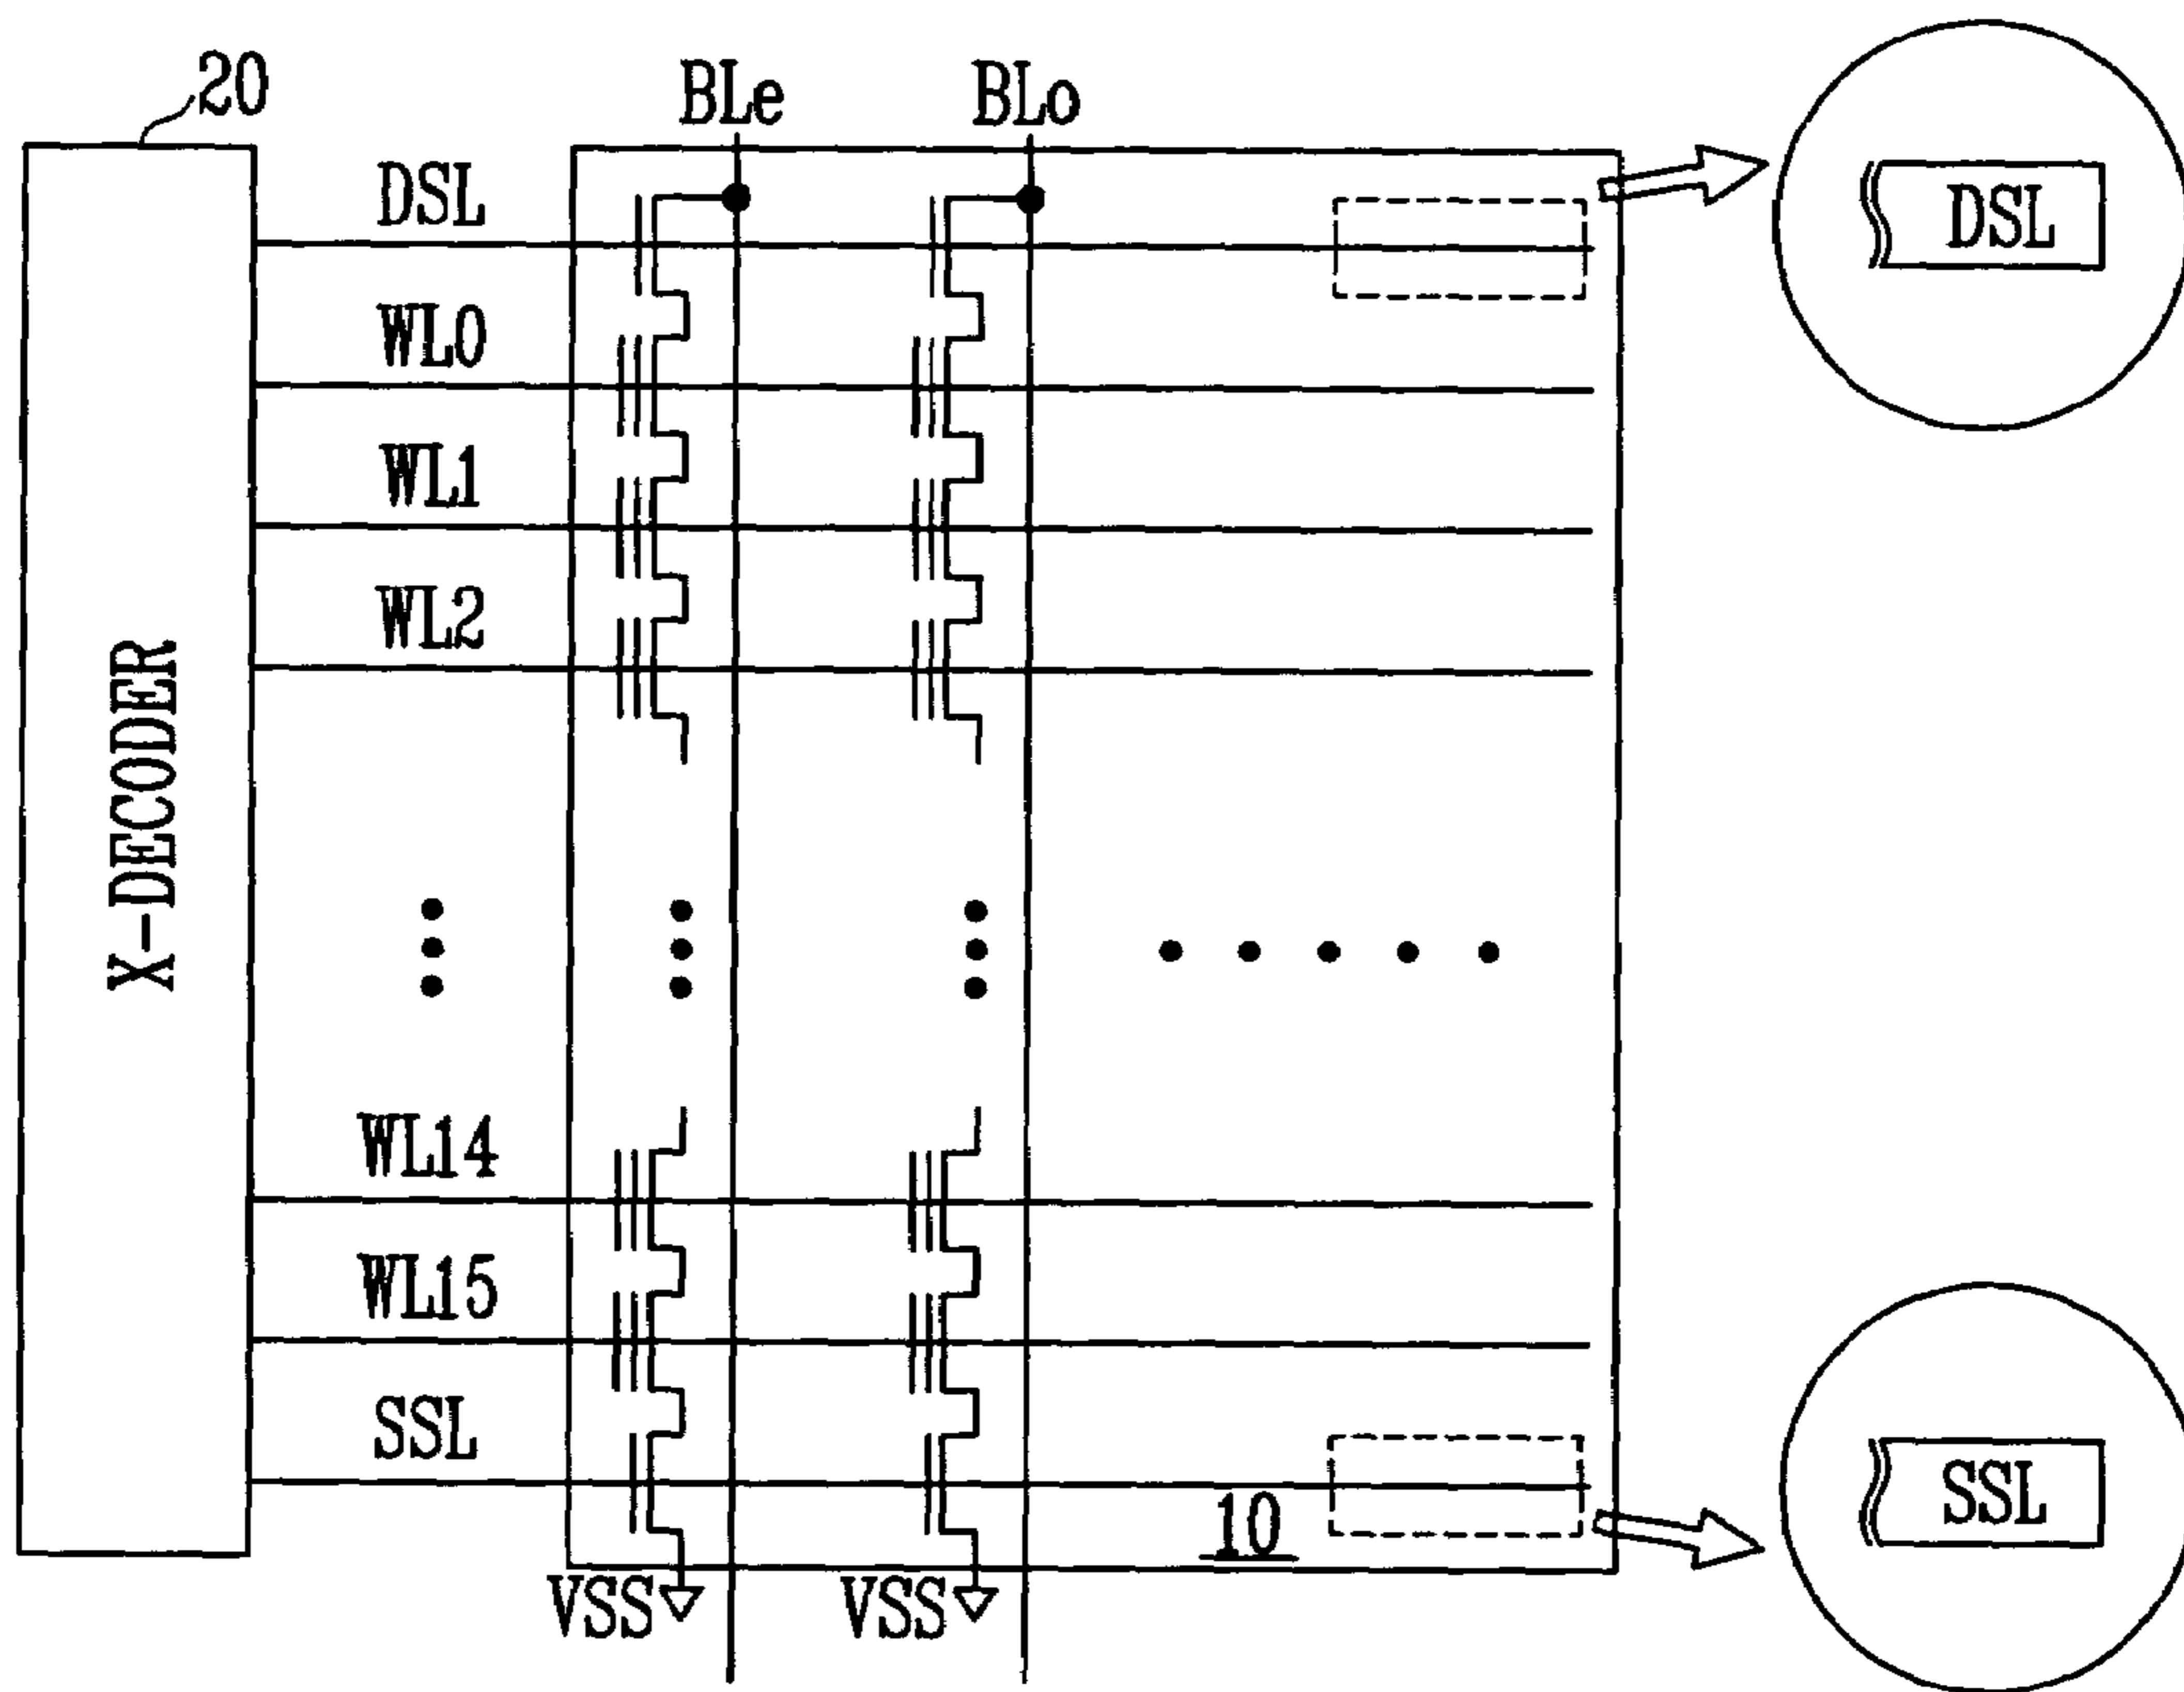 20
BLe
BLo
DSL
DSL
WL0
WL1
WL2
X-DECODER
WL14
WL15
SSL
SSL
10
VSS
VSS